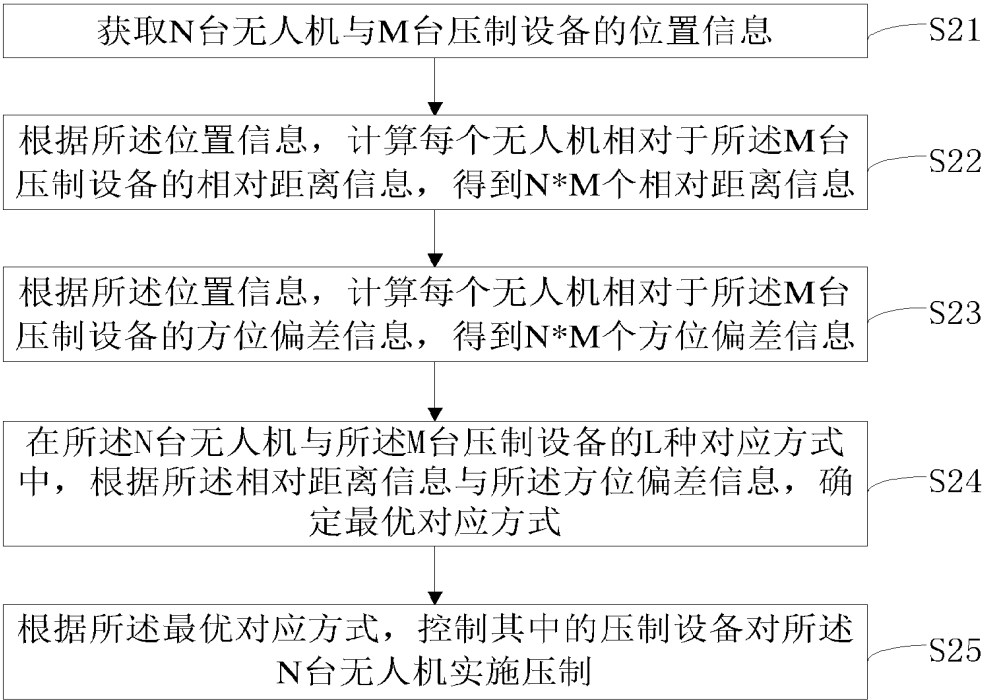 获取N台无人机与M台压制设备的位置信息
S21
根据所述位置信息，计算每个无人机相对于所述M台
压制设备的相对距离信息，得到N*M个相对距离信息
S22
根据所述位置信息，计算每个无人机相对于所述M台
压制设备的方位偏差信息，得到N*M个方位偏差信息
S23
在所述N台无人机与所述M台压制设备的L种对应方式
中，根据所述相对距离信息与所述方位偏差信息，确
定最优对应方式
S24
根据所述最优对应方式，控制其中的压制设备对所述
N台无人机实施压制
S25